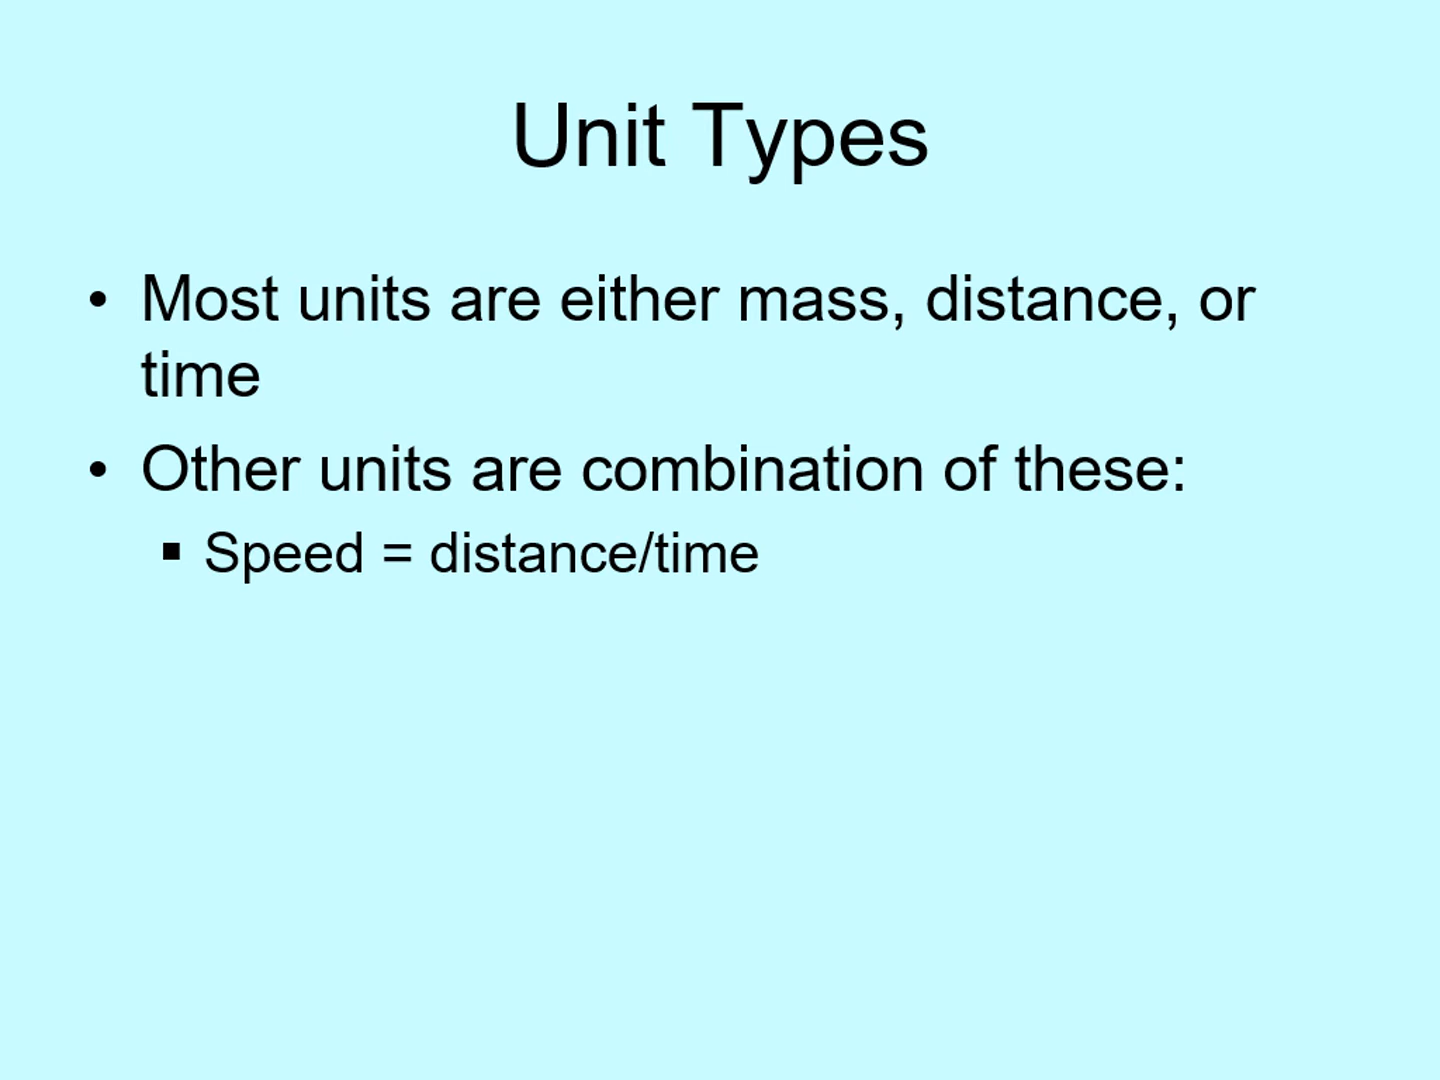 Unit Types
• Most units are either mass, distance, or
time
• Other units are combination of these:
▪ Speed = distance/time